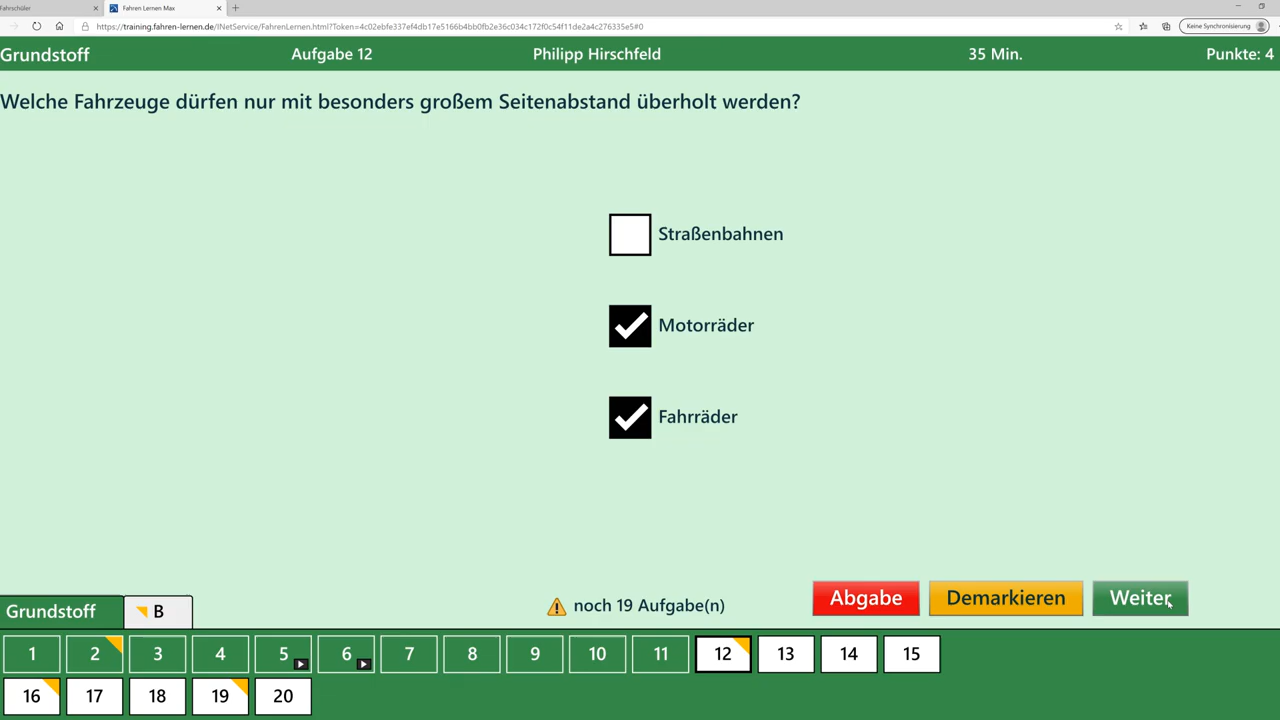 Fahrschüler
Fahren Lernen Max
https://training.fahren-lernen.de/INetService/FahrenLernen.html?Token=4c02ebfe337ef4db17e5166b4bb0fb2e36c034c172f0c54f11de2a4c276335e5#0
Keine Synchronisierung
Grundstoff Aufgabe 12 Philipp Hirschfeld 35 Min. Punkte: 4
Welche Fahrzeuge dürfen nur mit besonders großem Seitenabstand überholt werden?
Straßenbahnen
Motorräder
Fahrräder
Grundstoff B noch 19 Aufgabe(n) Abgabe Demarkieren Weiter
1 2 3 4 5 6 7 8 9 10 11 12 13 14 15
16 17 18 19 20